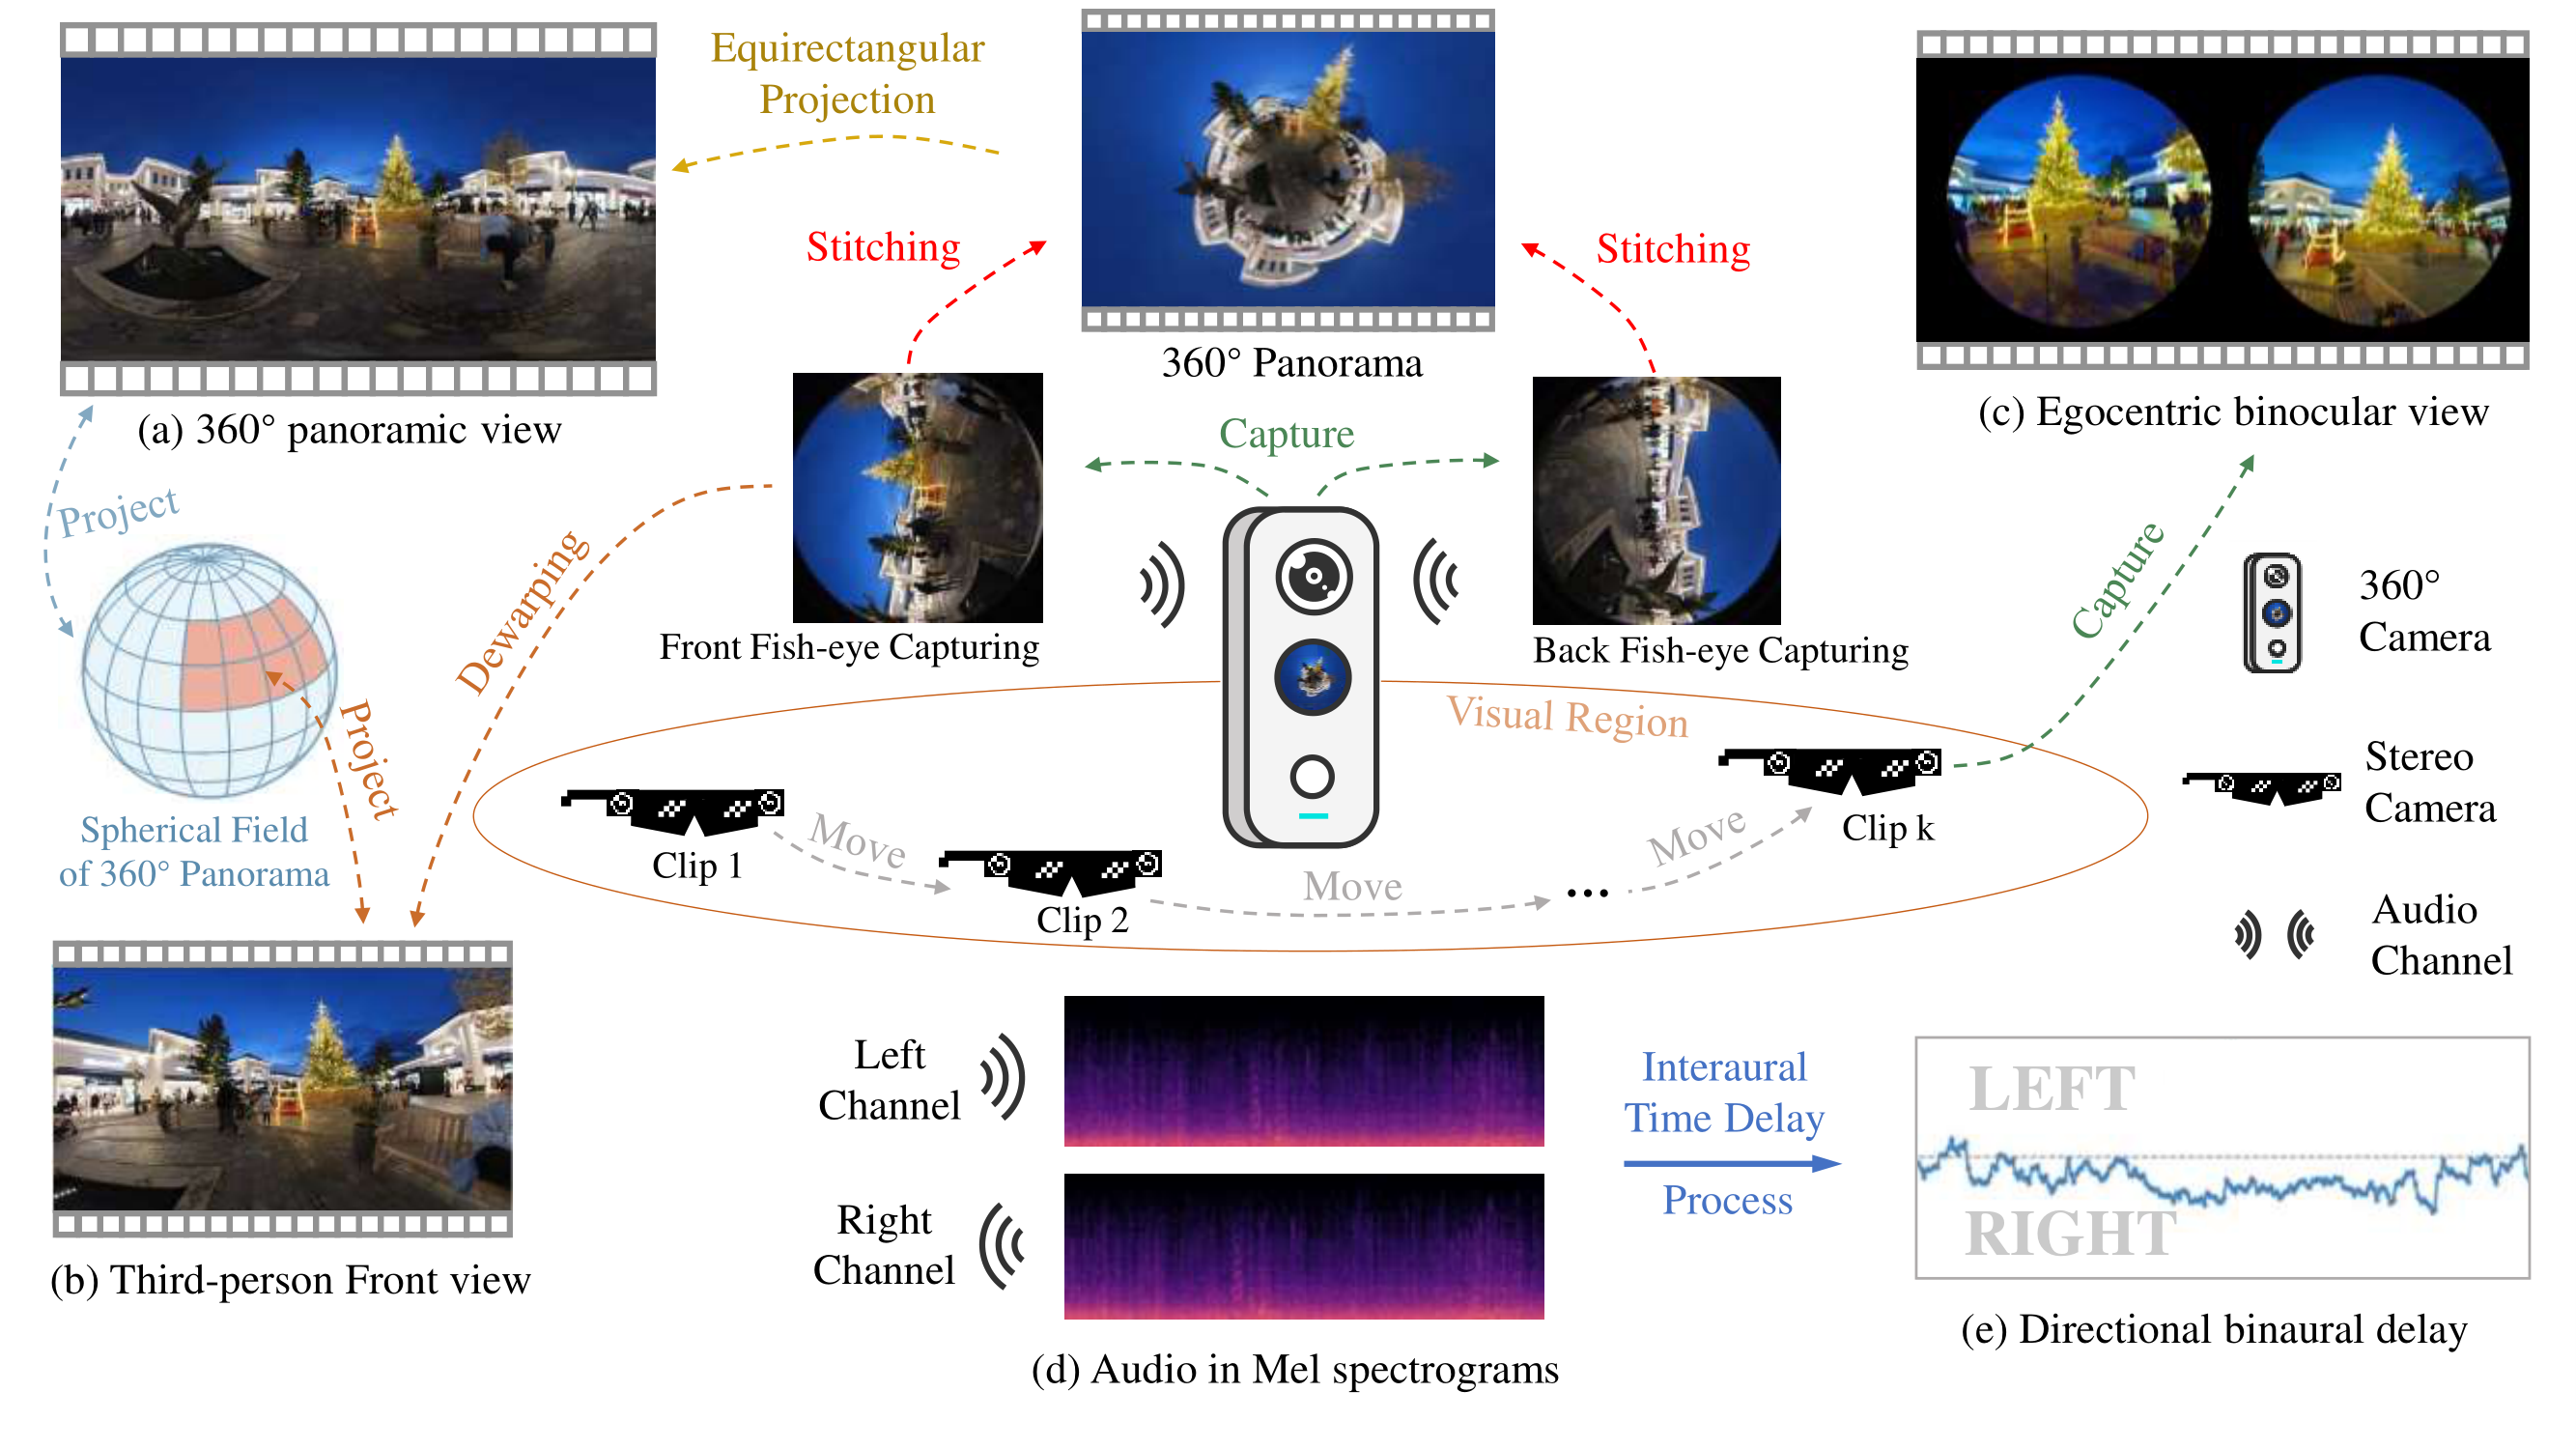 Equirectangular
Projection
Stitching
Stitching
360° Panorama
(a) 360° panoramic view
(c) Egocentric binocular view
Capture
Project
Dewarping
Front Fish-eye Capturing
Back Fish-eye Capturing
Capture
360°
Camera
Project
Visual Region
Spherical Field
of 360° Panorama
Clip 1
Move
Clip 2
Move
...
Move
Clip k
Stereo
Camera
Audio
Channel
(b) Third-person Front view
Left
Channel
Right
Channel
(d) Audio in Mel spectrograms
Interaural
Time Delay
Process
LEFT
RIGHT
(e) Directional binaural delay